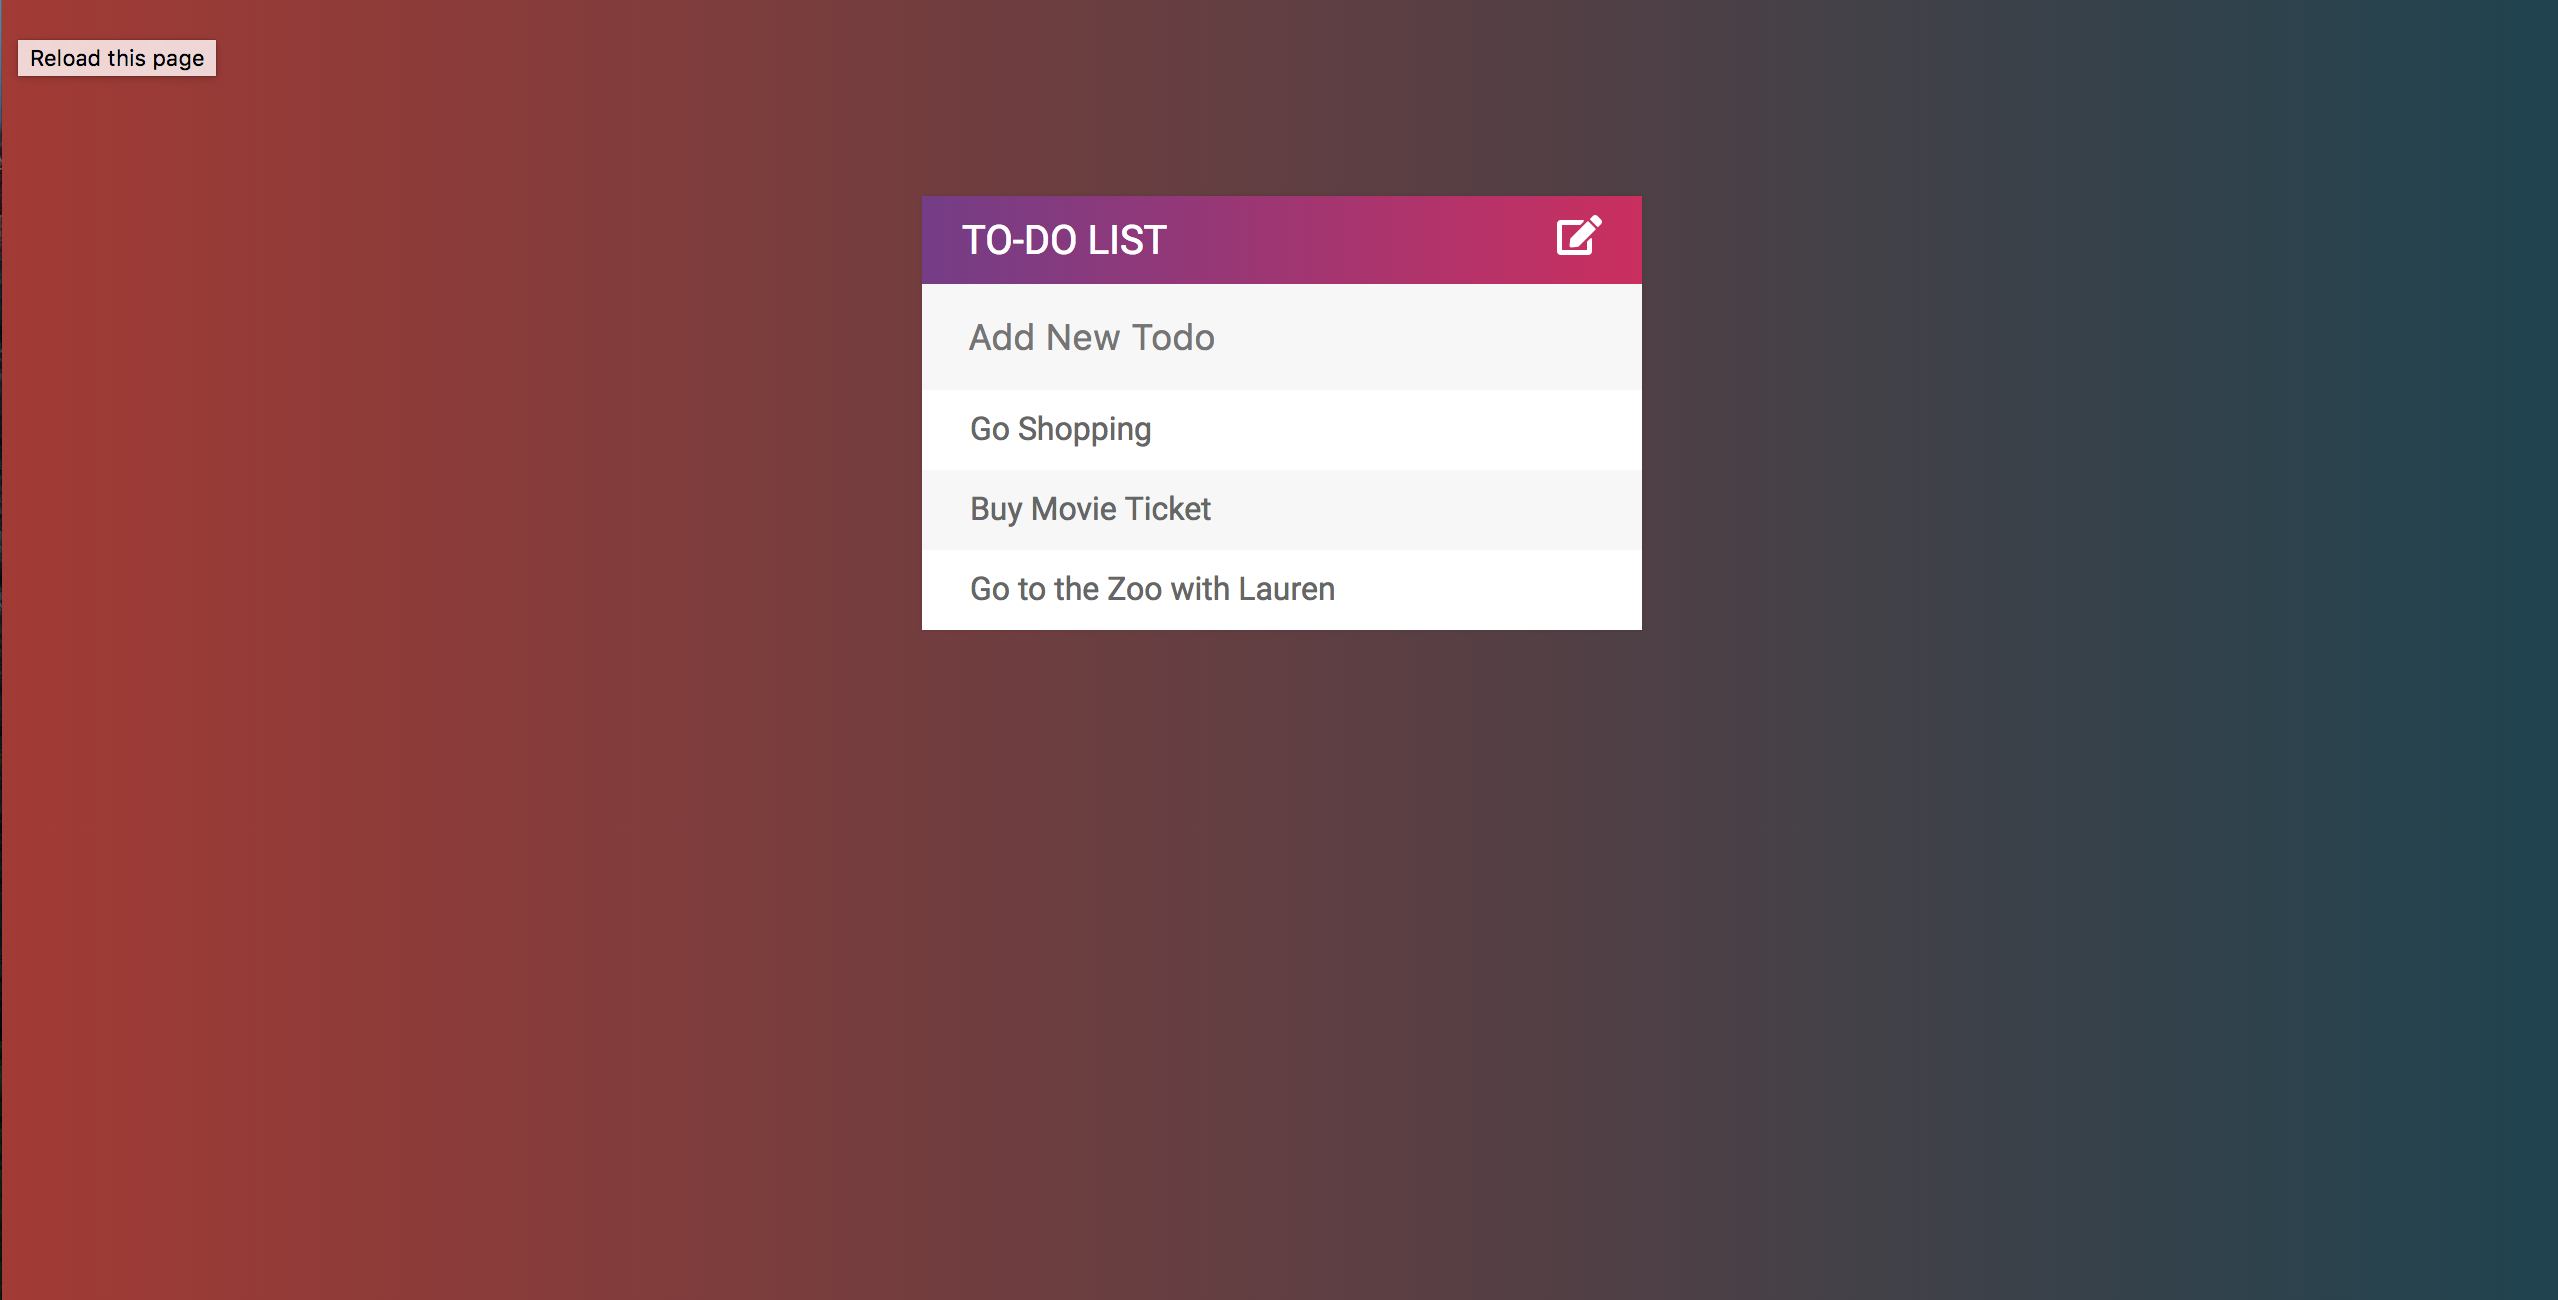 Reload this page
TO-DO LIST
Add New Todo
Go Shopping
Buy Movie Ticket
Go to the Zoo with Lauren